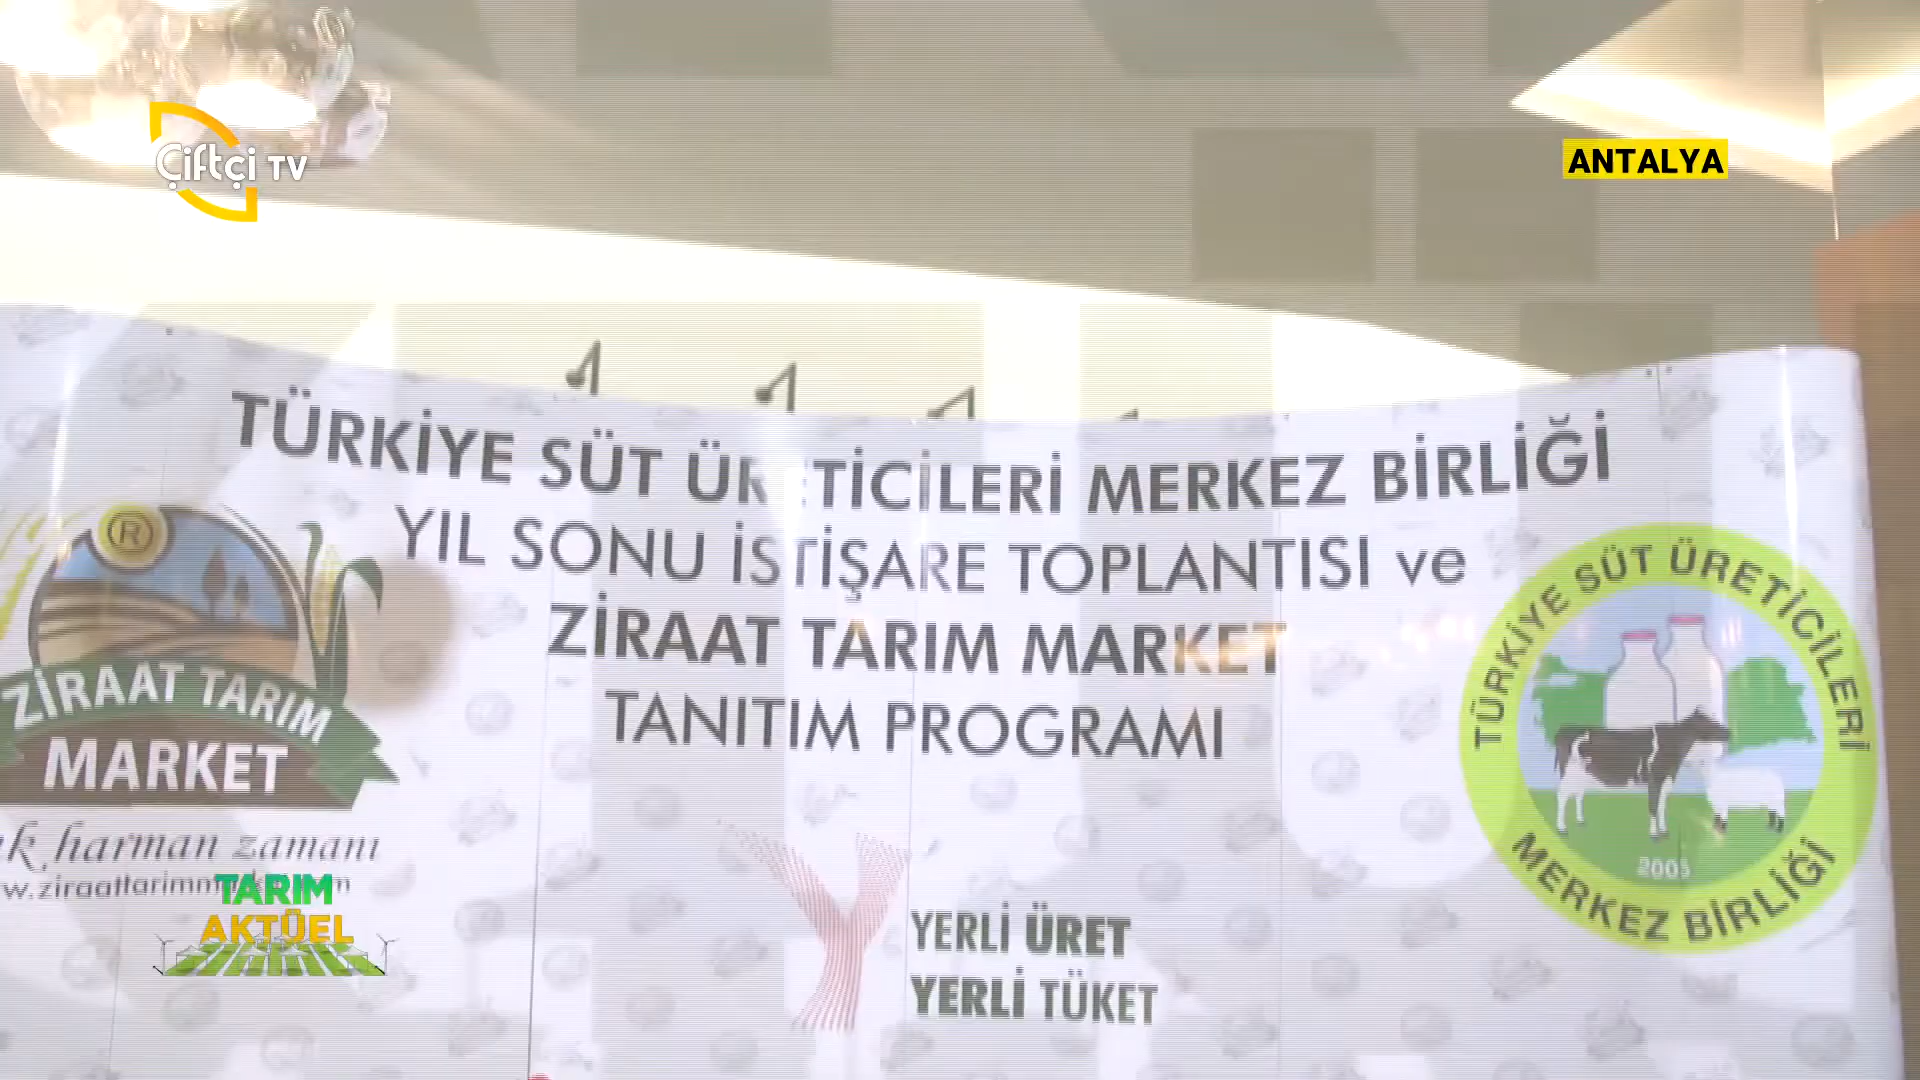 Çiftçi TV
ANTALYA
TÜRKİYE SÜT ÜRETİCİLERİ MERKEZ BİRLİĞİ
YIL SONU İSTİŞARE TOPLANTISI ve
ZİRAAT TARIM MARKET
TANITIM PROGRAMI
®
ZİRAAT TARIM
MARKET
harman zamanı
TÜRKİYE SÜT ÜRETİCİLERİ
2005
MERKEZ BİRLİĞİ
TARIM
AKTÜEL
YERLİ ÜRET
YERLİ TÜKET